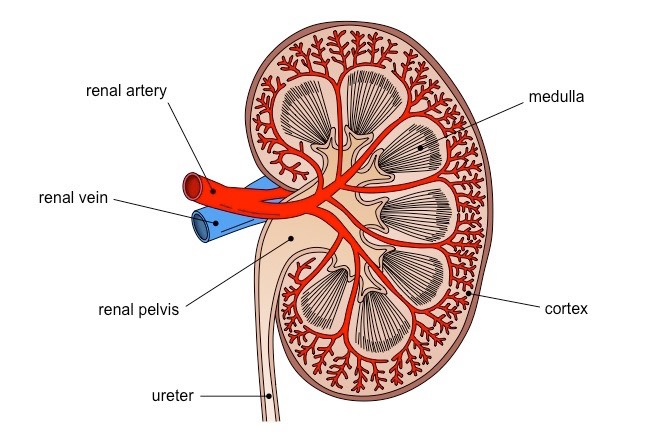 renal artery
medulla
renal vein
renal pelvis
cortex
ureter